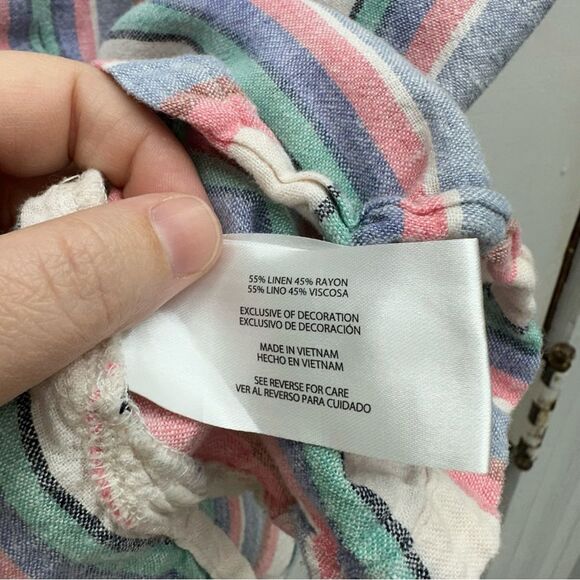 55% LINEN 45% RAYON
55% LINO 45% VISCOSA
EXCLUSIVE OF DECORATION
EXCLUSIVO DE DECORACIÓN
MADE IN VIETNAM
HECHO EN VIETNAM
SEE REVERSE FOR CARE
VER AL REVERSO PARA CUIDADO